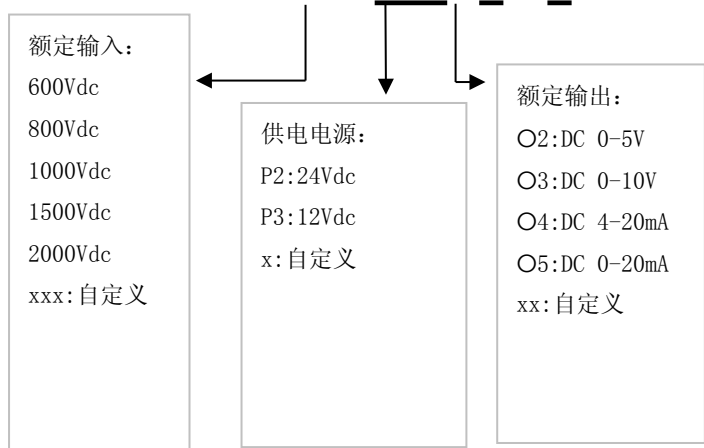 额定输入：
600Vdc
800Vdc
1000Vdc
1500Vdc
2000Vdc
xxx:自定义
供电电源：
P2:24Vdc
P3:12Vdc
x:自定义
额定输出：
O2:DC 0-5V
O3:DC 0-10V
O4:DC 4-20mA
O5:DC 0-20mA
xx:自定义